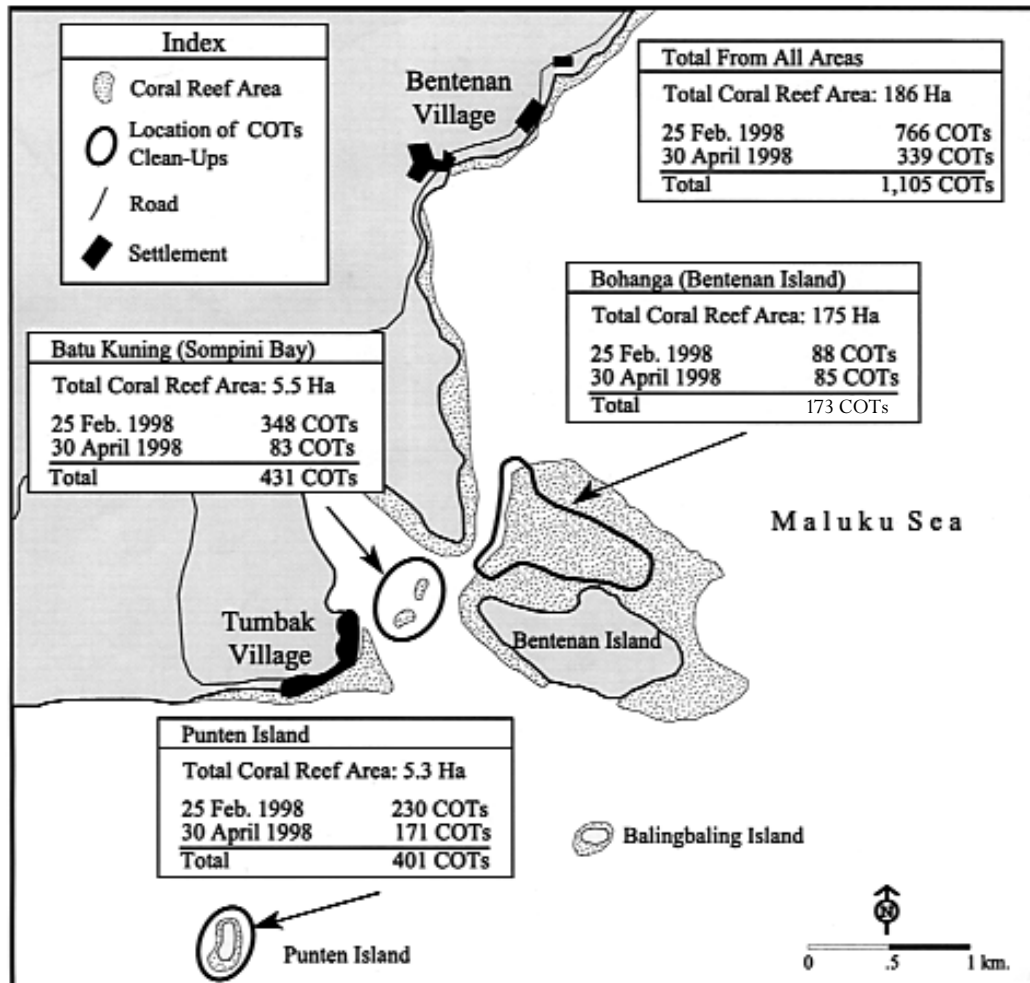 Index
Coral Reef Area
Location of COTs
Clean-Ups
Road
Settlement
Bentenan
Village
Total From All Areas
Total Coral Reef Area: 186 Ha
25 Feb. 1998 766 COTs
30 April 1998 339 COTs
Total 1,105 COTs
Bohanga (Bentenan Island)
Total Coral Reef Area: 175 Ha
25 Feb. 1998 88 COTs
30 April 1998 85 COTs
Total 173 COTs
Batu Kuning (Sompini Bay)
Total Coral Reef Area: 5.5 Ha
25 Feb. 1998 348 COTs
30 April 1998 83 COTs
Total 431 COTs
Maluku Sea
Tumbak
Village
Bentenan Island
Punten Island
Total Coral Reef Area: 5.3 Ha
25 Feb. 1998 230 COTs
30 April 1998 171 COTs
Total 401 COTs
Balingbaling Island
Punten Island
N
0 .5 1 km.